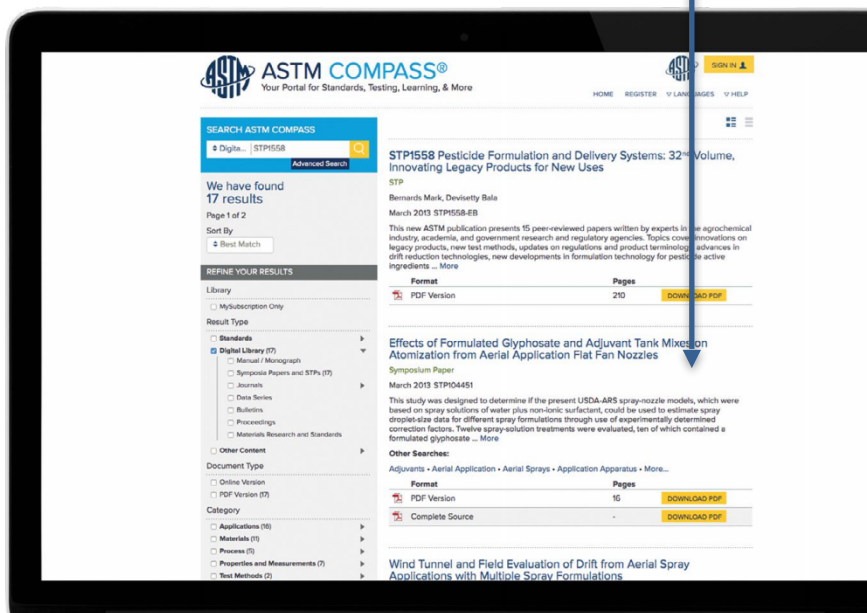 ASTM COMPASS®
Your Portal for Standards, Testing, Learning, & More
SIGN IN
HOME REGISTER LANGUAGES HELP
SEARCH ASTM COMPASS
Digita... STP1558
Advanced Search
We have found
17 results
Page 1 of 2
Sort By
Best Match
REFINE YOUR RESULTS
Library
MySubscription Only
Result Type
Standards
Digital Library (17)
Manual / Monograph
Symposia Papers and STPs (17)
Journals
Data Series
Bulletins
Proceedings
Materials Research and Standards
Other Content
Document Type
Online Version
PDF Version (17)
Category
Applications (16)
Materials (11)
Process (5)
Properties and Measurements (7)
Test Methods (2)
STP1558 Pesticide Formulation and Delivery Systems: 32nd Volume,
Innovating Legacy Products for New Uses
STP
Bernards Mark, Devisetty Bala
March 2013 STP1558-EB
This new ASTM publication presents 15 peer-reviewed papers written by experts in the agrochemical
industry, academia, and government research and regulatory agencies. Topics cover innovations on
legacy products, new test methods, updates on regulations and product terminology, advances in
drift reduction technologies, new developments in formulation technology for pesticide active
ingredients ... More
Format Pages
PDF Version 210 DOWNLOAD PDF
Effects of Formulated Glyphosate and Adjuvant Tank Mixes on
Atomization from Aerial Application Flat Fan Nozzles
Symposium Paper
March 2013 STP104451
This study was designed to determine if the present USDA-ARS spray-nozzle models, which were
based on spray solutions of water plus non-ionic surfactant, could be used to estimate spray
droplet-size data for different spray formulations through use of experimentally determined
correction factors. Twelve spray-solution treatments were evaluated, ten of which contained a
formulated glyphosate ... More
Other Searches:
Adjuvants • Aerial Application • Aerial Sprays • Application Apparatus • More...
Format Pages
PDF Version 16 DOWNLOAD PDF
Complete Source - DOWNLOAD PDF
Wind Tunnel and Field Evaluation of Drift from Aerial Spray
Applications with Multiple Spray Formulations